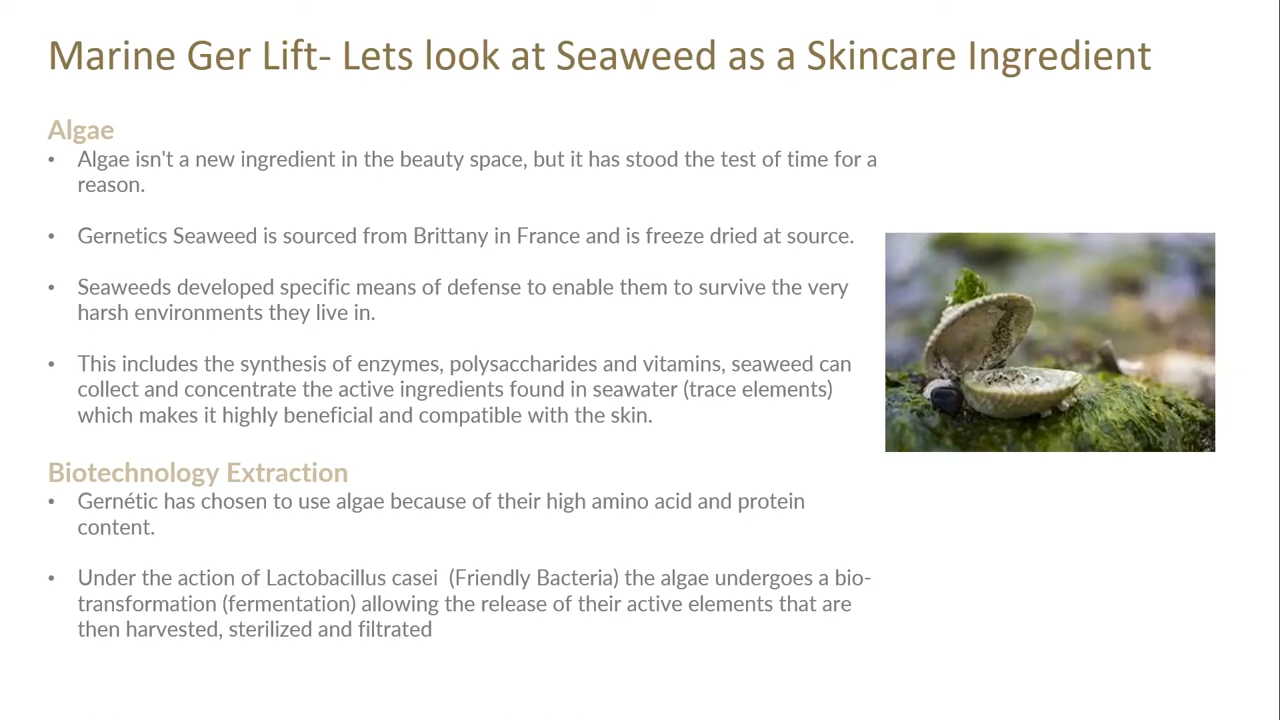 Marine Ger Lift- Lets look at Seaweed as a Skincare Ingredient
Algae
• Algae isn't a new ingredient in the beauty space, but it has stood the test of time for a
reason.
• Gernetics Seaweed is sourced from Brittany in France and is freeze dried at source.
• Seaweeds developed specific means of defense to enable them to survive the very
harsh environments they live in.
• This includes the synthesis of enzymes, polysaccharides and vitamins, seaweed can
collect and concentrate the active ingredients found in seawater (trace elements)
which makes it highly beneficial and compatible with the skin.
Biotechnology Extraction
• Gernétic has chosen to use algae because of their high amino acid and protein
content.
• Under the action of Lactobacillus casei  (Friendly Bacteria) the algae undergoes a bio-
transformation (fermentation) allowing the release of their active elements that are
then harvested, sterilized and filtrated